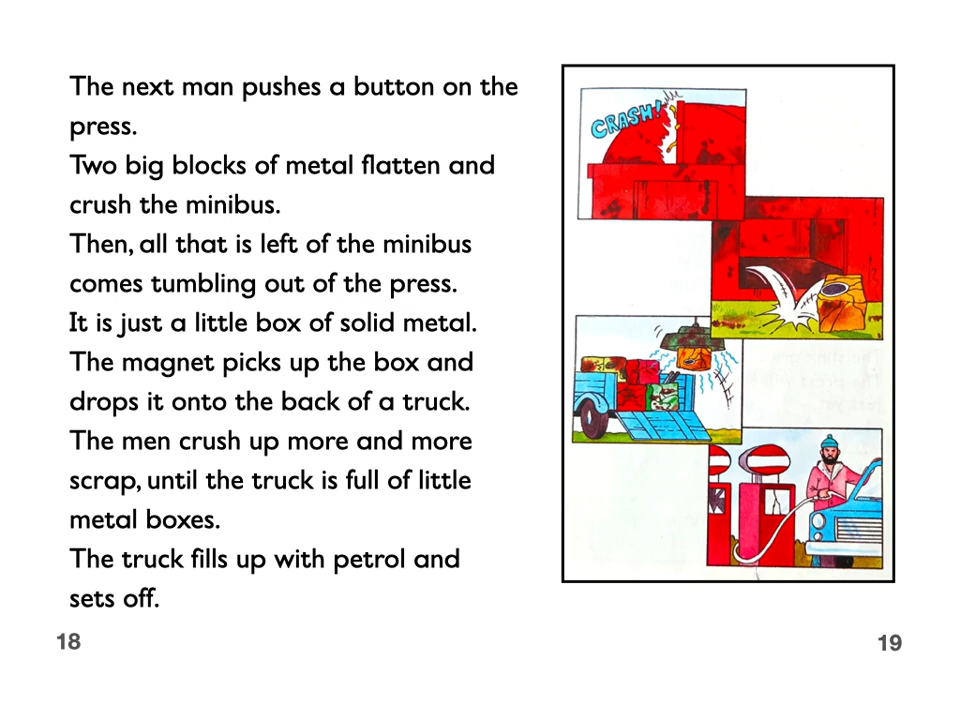 The next man pushes a button on the
press.
Two big blocks of metal flatten and
crush the minibus.
Then, all that is left of the minibus
comes tumbling out of the press.
It is just a little box of solid metal.
The magnet picks up the box and
drops it onto the back of a truck.
The men crush up more and more
scrap, until the truck is full of little
metal boxes.
The truck fills up with petrol and
sets off.
18
CRASH!
19